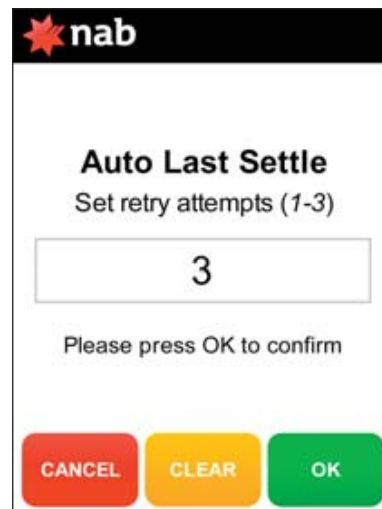 nab
Auto Last Settle
Set retry attempts (1-3)
3
Please press OK to confirm
CANCEL
CLEAR
OK